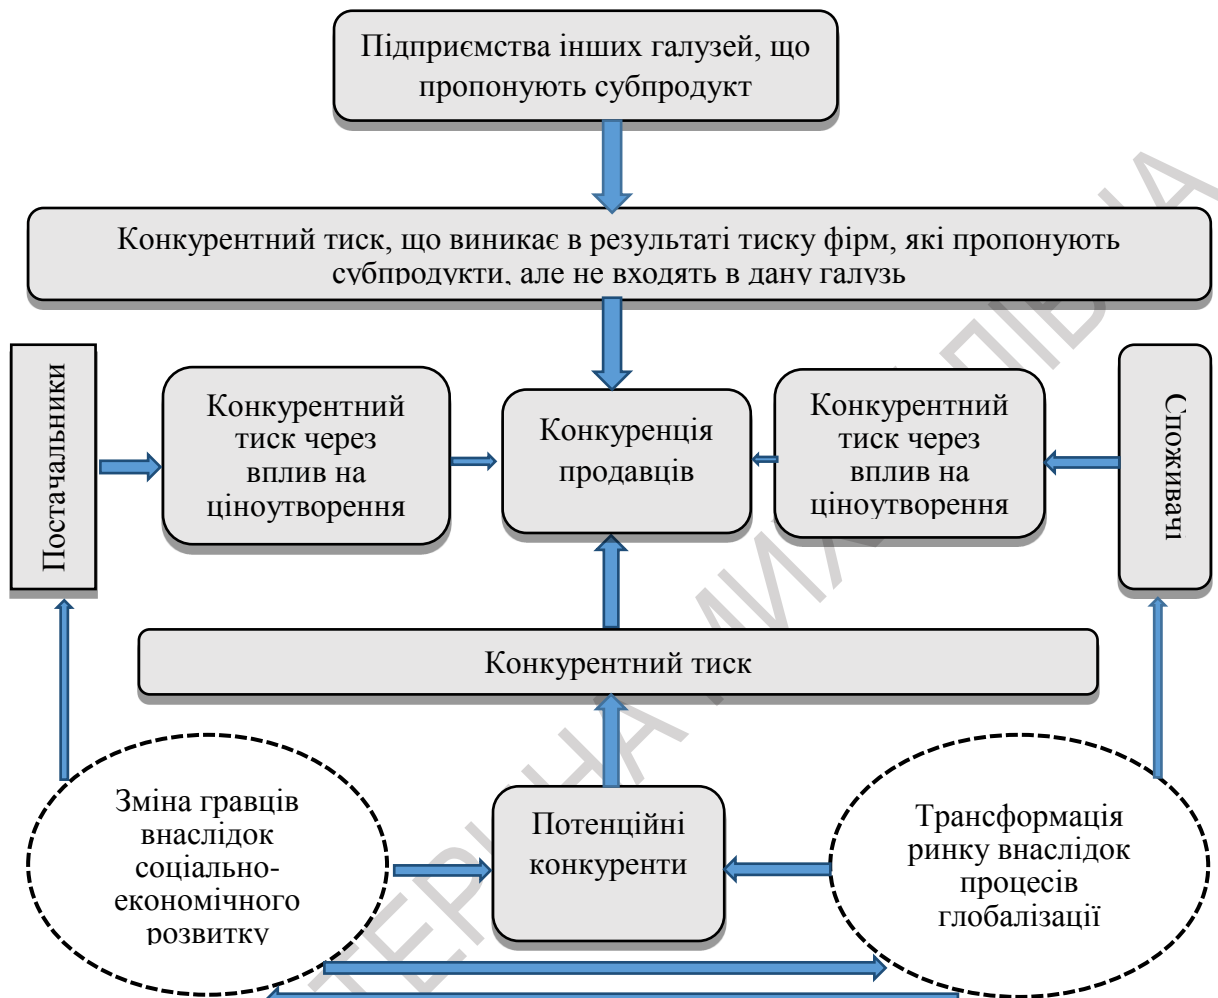 Підприємства інших галузей, що
пропонують субпродукт
Конкурентний тиск, що виникає в результаті тиску фірм, які пропонують
субпродукти, але не входять в дану галузь
Постачальники
Конкурентний
тиск через
вплив на
ціноутворення
Конкуренція
продавців
Конкурентний
тиск через
вплив на
ціноутворення
Споживачі
Конкурентний тиск
Зміна гравців
внаслідок
соціально-
економічного
розвитку
Потенційні
конкуренти
Трансформація
ринку внаслідок
процесів
глобалізації